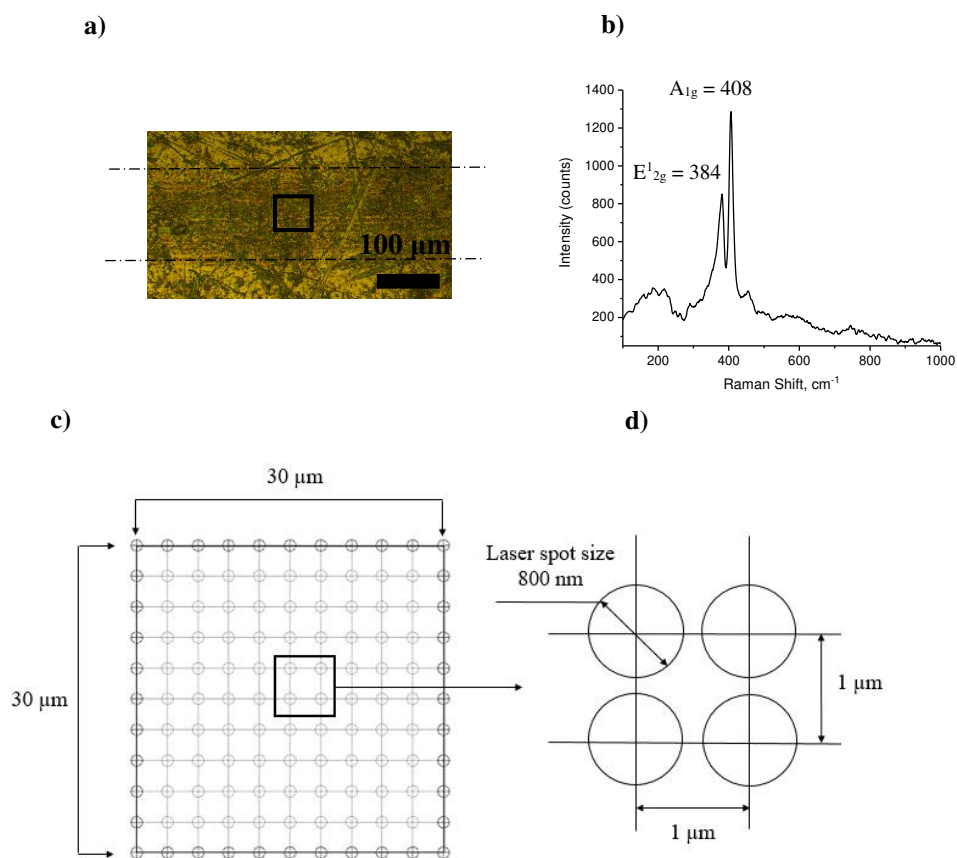 a)
100 µm
b)
A₁g = 408
E¹₂g = 384
1400
1200
1000
800
600
400
200
Intensity (counts)
200
400
600
800
1000
Raman Shift, cm⁻¹
c)
30 µm
30 µm
d)
Laser spot size
800 nm
1 µm
1 µm